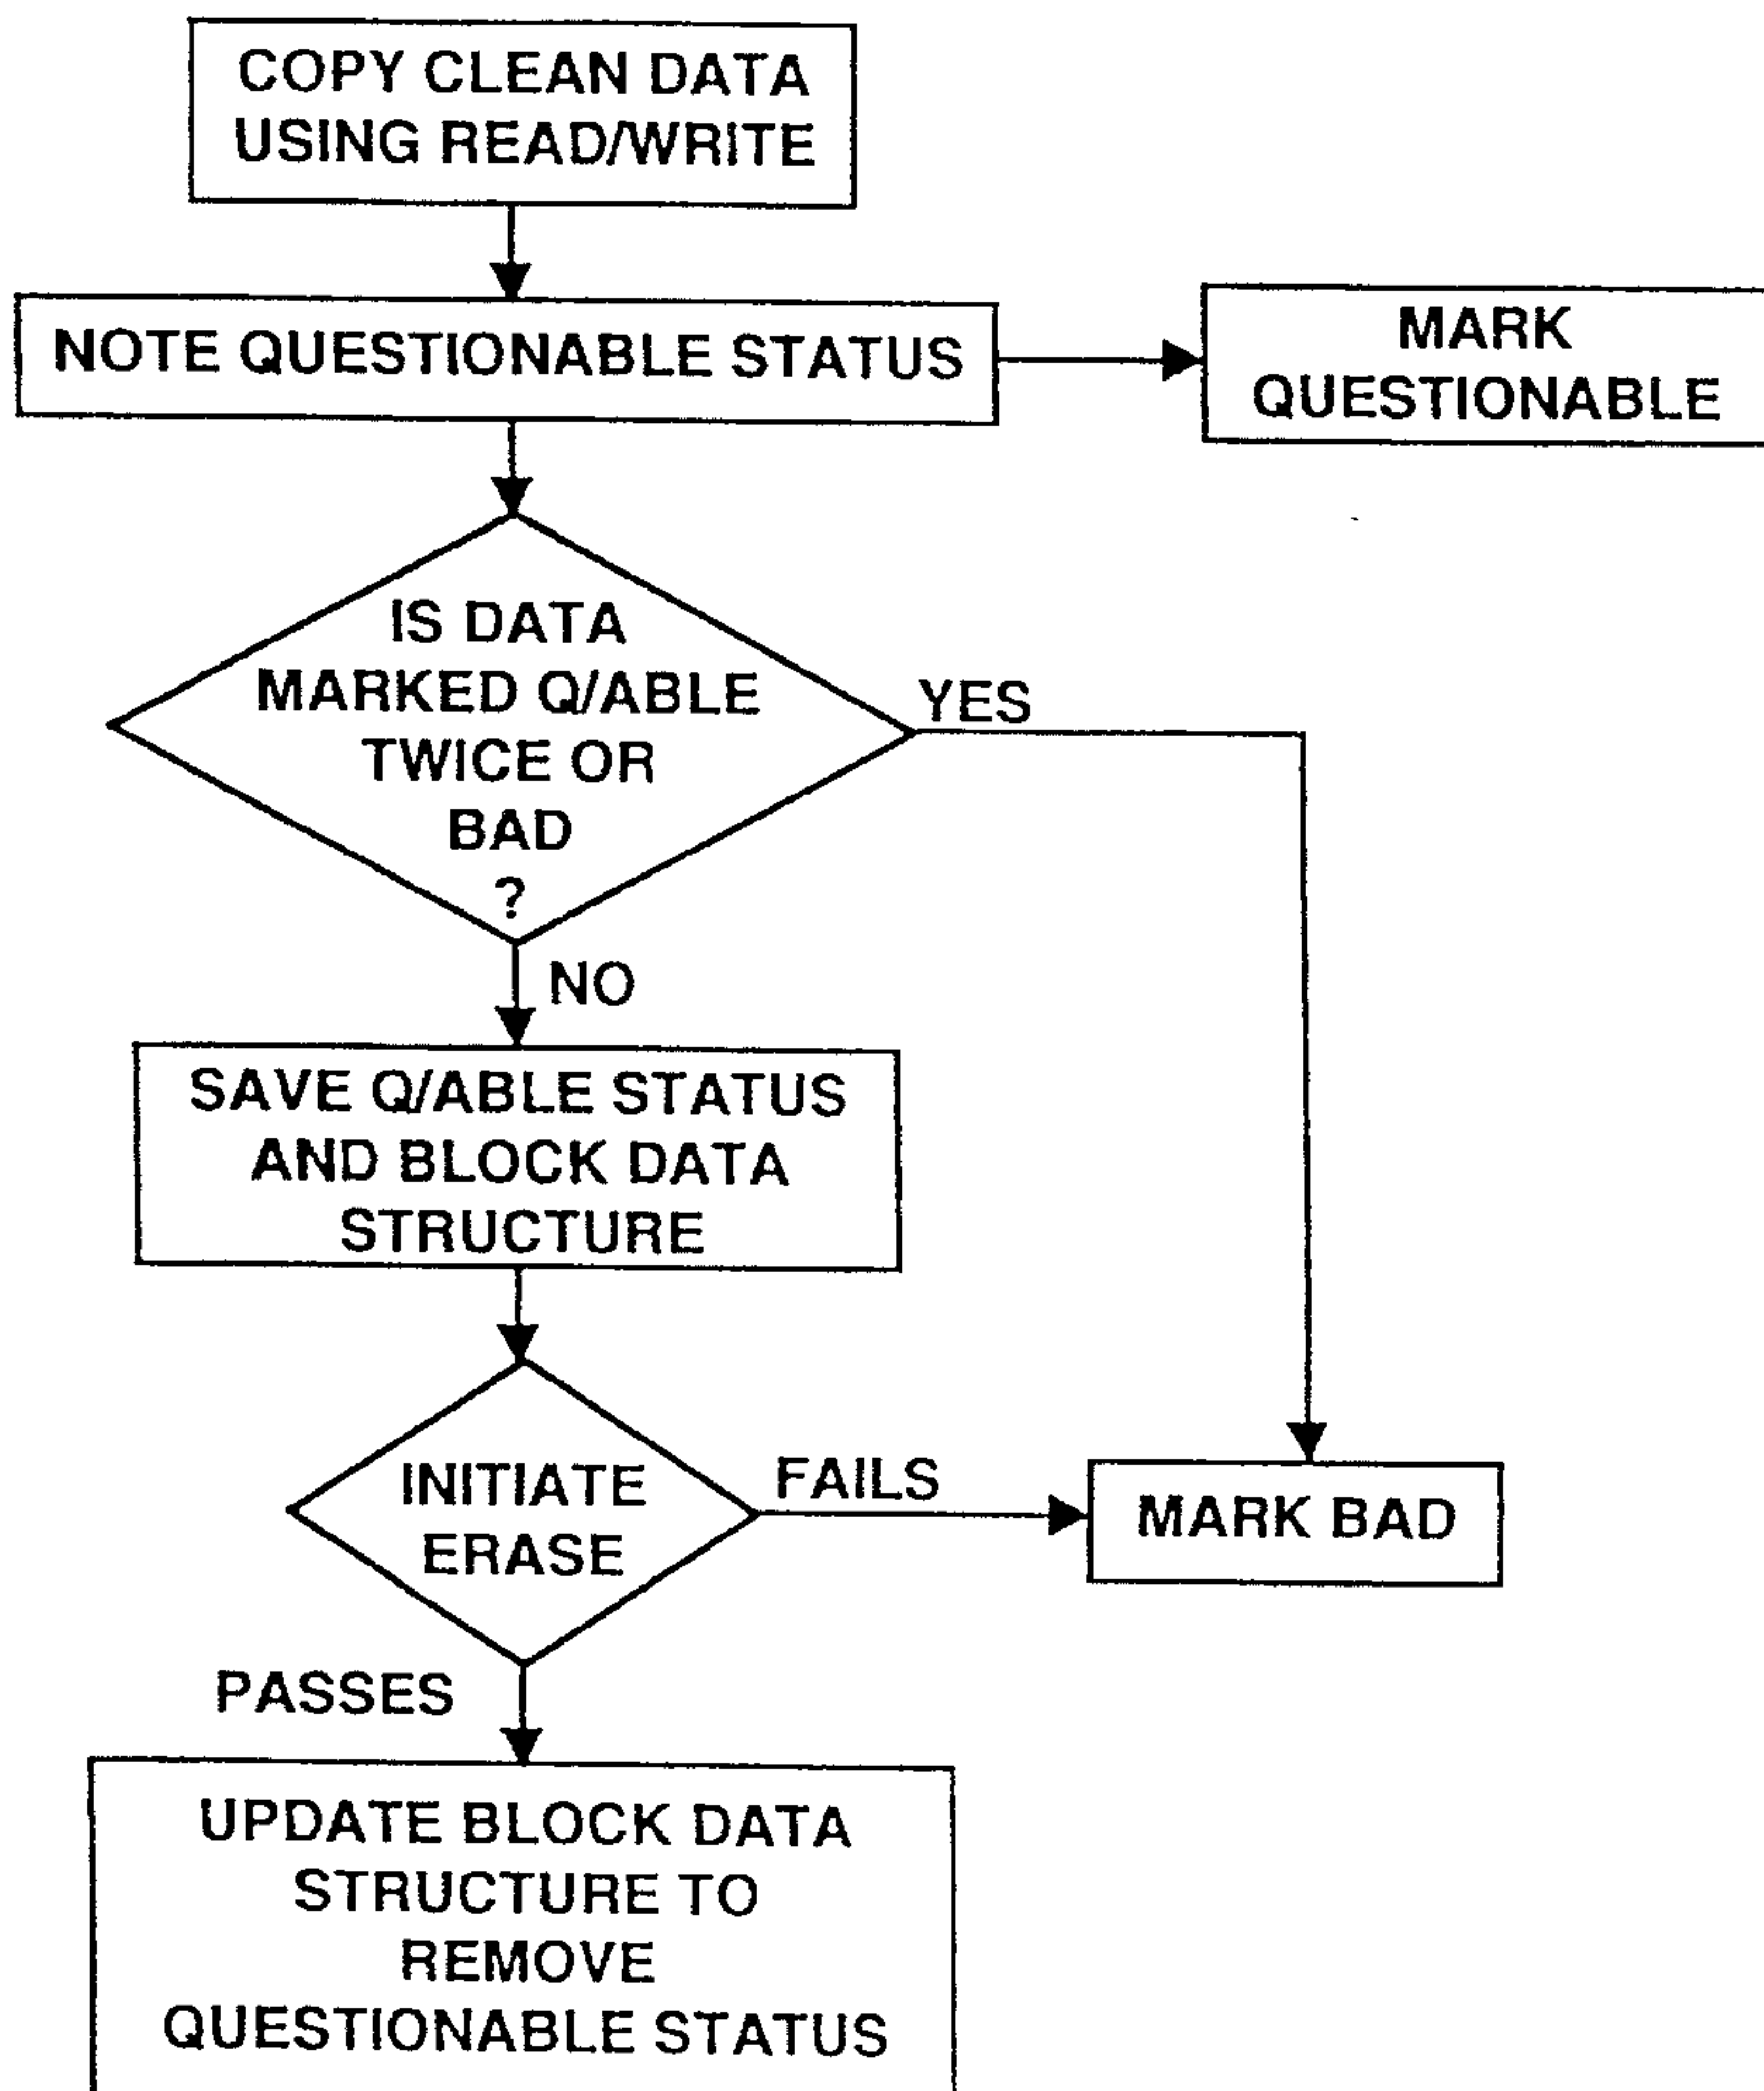 COPY CLEAN DATA
USING READ/WRITE
NOTE QUESTIONABLE STATUS
MARK
QUESTIONABLE
IS DATA
MARKED Q/ABLE
TWICE OR
BAD
?
YES
NO
SAVE Q/ABLE STATUS
AND BLOCK DATA
STRUCTURE
INITIATE
ERASE
FAILS
MARK BAD
PASSES
UPDATE BLOCK DATA
STRUCTURE TO
REMOVE
QUESTIONABLE STATUS